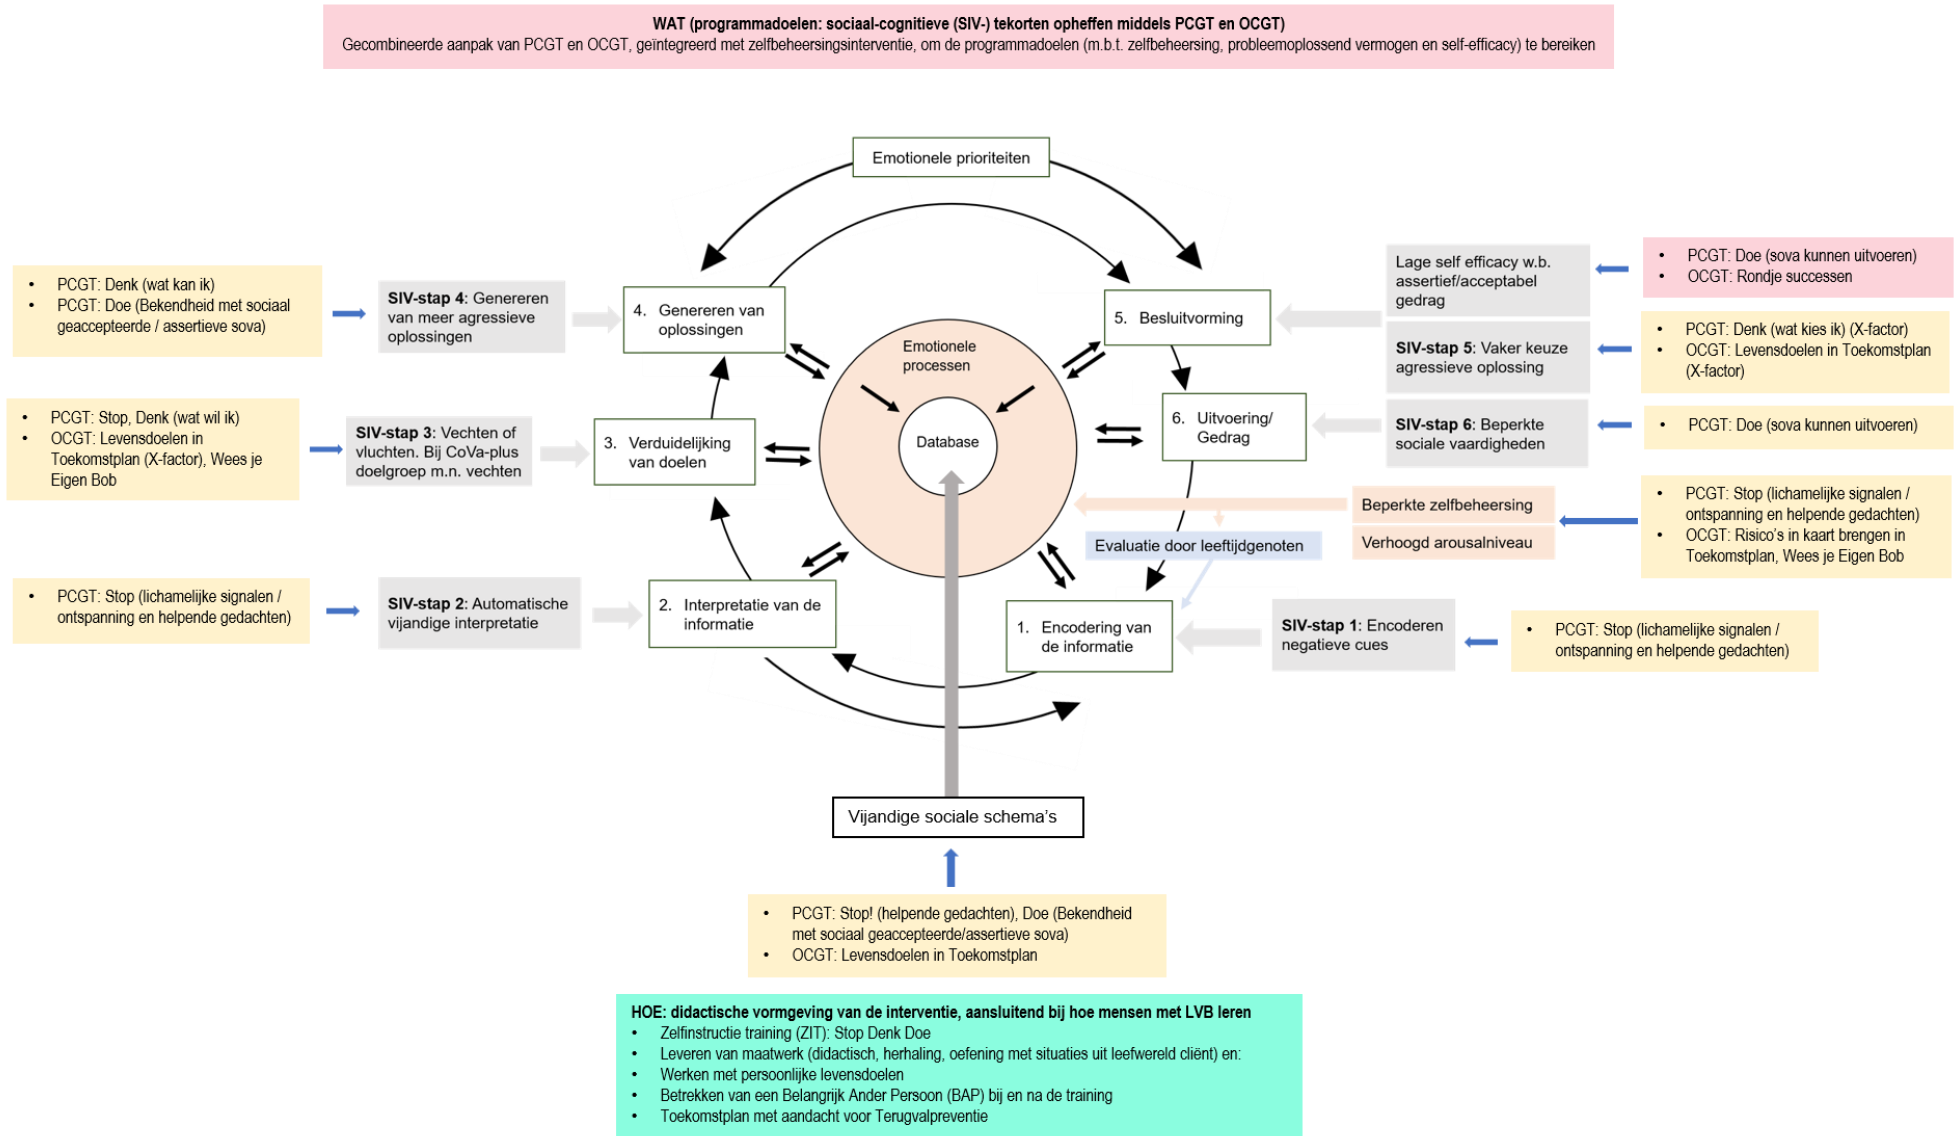 WAT (programmadoelen: sociaal-cognitieve (SIV-) tekorten opheffen middels PCGT en OCGT)
Gecombineerde aanpak van PCGT en OCGT, geïntegreerd met zelfbeheersingsinterventie, om de programmadoelen (m.b.t. zelfbeheersing, probleemoplossend vermogen en self-efficacy) te bereiken
Emotionele prioriteiten
• PCGT: Denk (wat kan ik)
• PCGT: Doe (Bekendheid met sociaal
geaccepteerde / assertieve sova)
SIV-stap 4: Genereren
van meer agressieve
oplossingen
4. Genereren van
oplossingen
5. Besluitvorming
Lage self efficacy w.b.
assertief/acceptabel
gedrag
• PCGT: Doe (sova kunnen uitvoeren)
• OCGT: Rondje successen
SIV-stap 5: Vaker keuze
agressieve oplossing
• PCGT: Denk (wat kies ik) (X-factor)
• OCGT: Levensdoelen in Toekomstplan
(X-factor)
Emotionele
processen
Database
• PCGT: Stop, Denk (wat wil ik)
• OCGT: Levensdoelen in
Toekomstplan (X-factor), Wees je
Eigen Bob
SIV-stap 3: Vechten of
vluchten. Bij CoVa-plus
doelgroep m.n. vechten
3. Verduidelijking
van doelen
6. Uitvoering/
Gedrag
SIV-stap 6: Beperkte
sociale vaardigheden
• PCGT: Doe (sova kunnen uitvoeren)
Beperkte zelfbeheersing
Verhoogd arousalniveau
• PCGT: Stop (lichamelijke signalen /
ontspanning en helpende gedachten)
• OCGT: Risico's in kaart brengen in
Toekomstplan, Wees je Eigen Bob
Evaluatie door leeftijdgenoten
• PCGT: Stop (lichamelijke signalen /
ontspanning en helpende gedachten)
SIV-stap 2: Automatische
vijandige interpretatie
2. Interpretatie van de
informatie
1. Encodering van
de informatie
SIV-stap 1: Encoderen
negatieve cues
• PCGT: Stop (lichamelijke signalen /
ontspanning en helpende gedachten)
Vijandige sociale schema's
• PCGT: Stop! (helpende gedachten), Doe (Bekendheid
met sociaal geaccepteerde/assertieve sova)
• OCGT: Levensdoelen in Toekomstplan
HOE: didactische vormgeving van de interventie, aansluitend bij hoe mensen met LVB leren
• Zelfinstructie training (ZIT): Stop Denk Doe
• Leveren van maatwerk (didactisch, herhaling, oefening met situaties uit leefwereld cliënt) en:
• Werken met persoonlijke levensdoelen
• Betrekken van een Belangrijk Ander Persoon (BAP) bij en na de training
• Toekomstplan met aandacht voor Terugvalpreventie